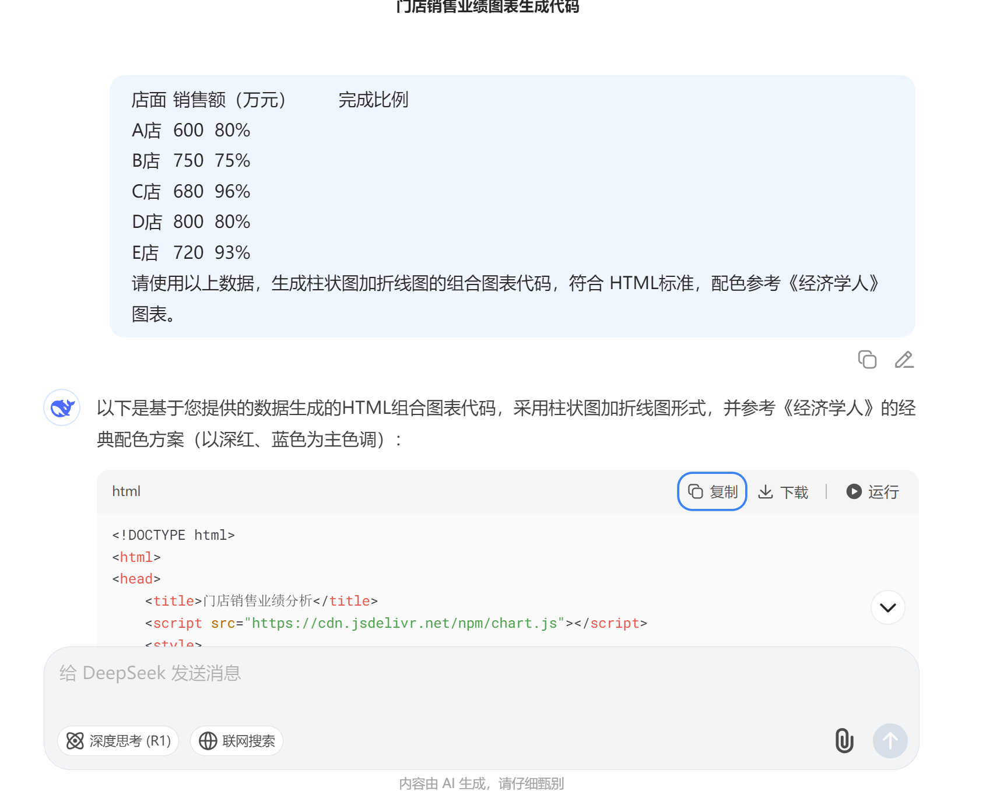 门店销售业绩图表生成代码
店面 销售额（万元） 完成比例
A店 600 80%
B店 750 75%
C店 680 96%
D店 800 80%
E店 720 93%
请使用以上数据，生成柱状图加折线图的组合图表代码，符合 HTML标准，配色参考《经济学人》
图表。
以下是基于您提供的数据生成的HTML组合图表代码，采用柱状图加折线图形式，并参考《经济学人》的经
典配色方案（以深红、蓝色为主色调）：
html 复制 下载 运行
<!DOCTYPE html>
<html>
<head>
<title>门店销售业绩分析</title>
<script src="https://cdn.jsdelivr.net/npm/chart.js"></script>
<style>
给 DeepSeek 发送消息
深度思考 (R1) 联网搜索
内容由 AI 生成，请仔细甄别